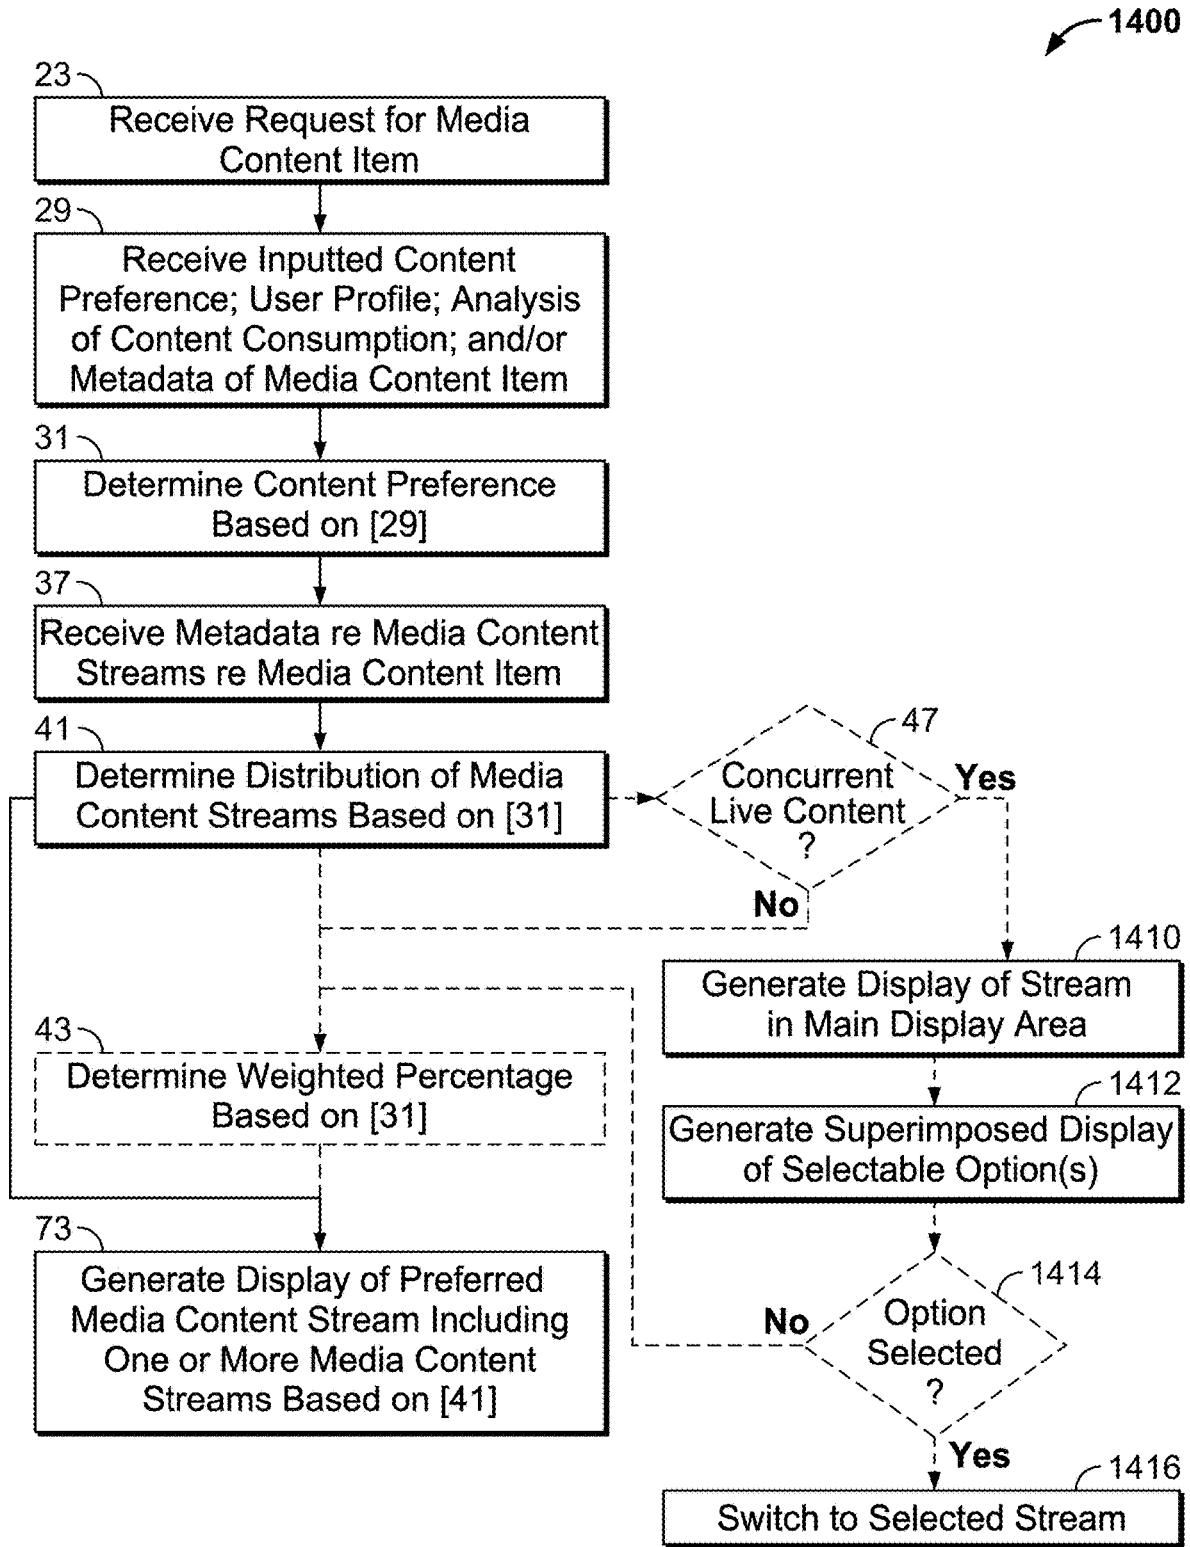 1400
23
Receive Request for Media
Content Item
29
Receive Inputted Content
Preference; User Profile; Analysis
of Content Consumption; and/or
Metadata of Media Content Item
31
Determine Content Preference
Based on [29]
37
Receive Metadata re Media Content
Streams re Media Content Item
41
Determine Distribution of Media
Content Streams Based on [31]
47
Concurrent
Live Content
?
Yes
No
1410
Generate Display of Stream
in Main Display Area
43
Determine Weighted Percentage
Based on [31]
1412
Generate Superimposed Display
of Selectable Option(s)
73
Generate Display of Preferred
Media Content Stream Including
One or More Media Content
Streams Based on [41]
1414
Option
Selected
?
No
Yes
1416
Switch to Selected Stream